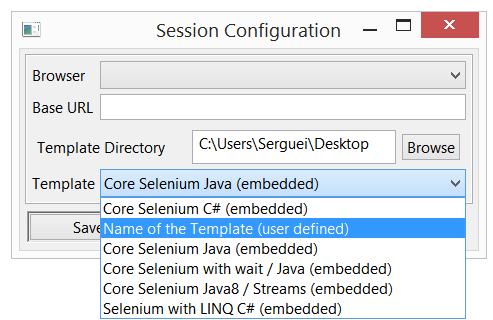 Session Configuration
Browser
Base URL
Template Directory C:\Users\Serguei\Desktop Browse
Template Core Selenium Java (embedded)
Save
Core Selenium C# (embedded)
Name of the Template (user defined)
Core Selenium Java (embedded)
Core Selenium with wait / Java (embedded)
Core Selenium Java8 / Streams (embedded)
Selenium with LINQ C# (embedded)